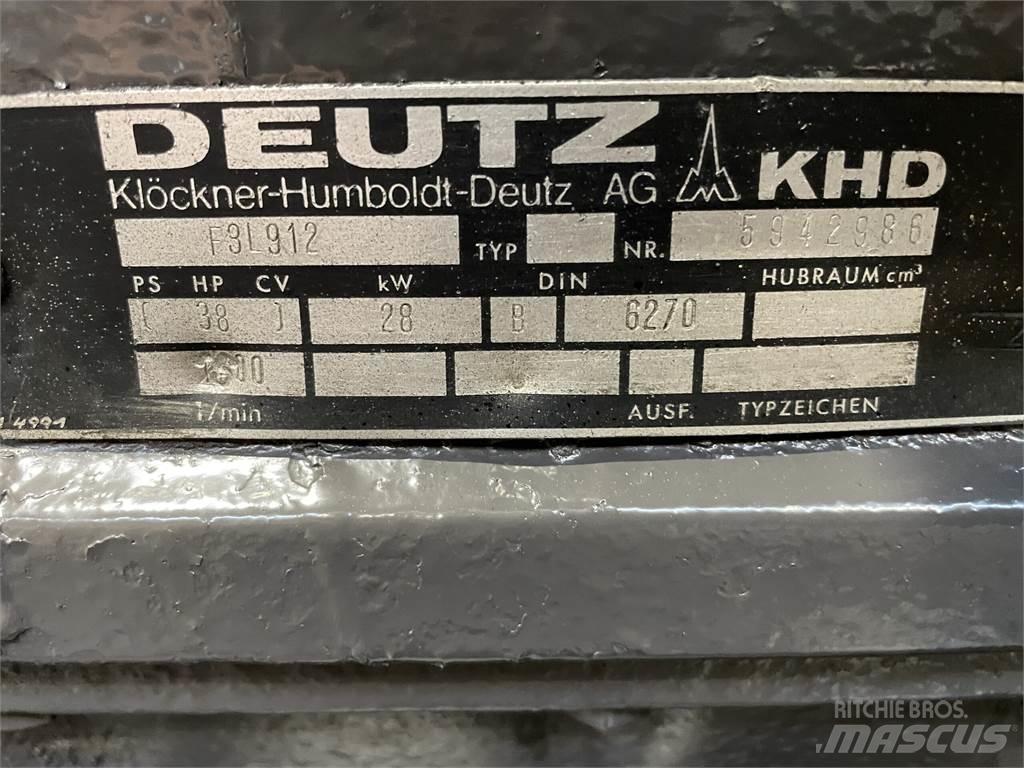 DEUTZ
Klöckner-Humboldt-Deutz AG KHD
F3L912 TYP NR. 5942986
PS HP CV kW DIN HUBRAUM cm³
[ 38 ] 28 B 6270
1/min AUSF. TYPZEICHEN
4991
RITCHIE BROS.
MASCUS